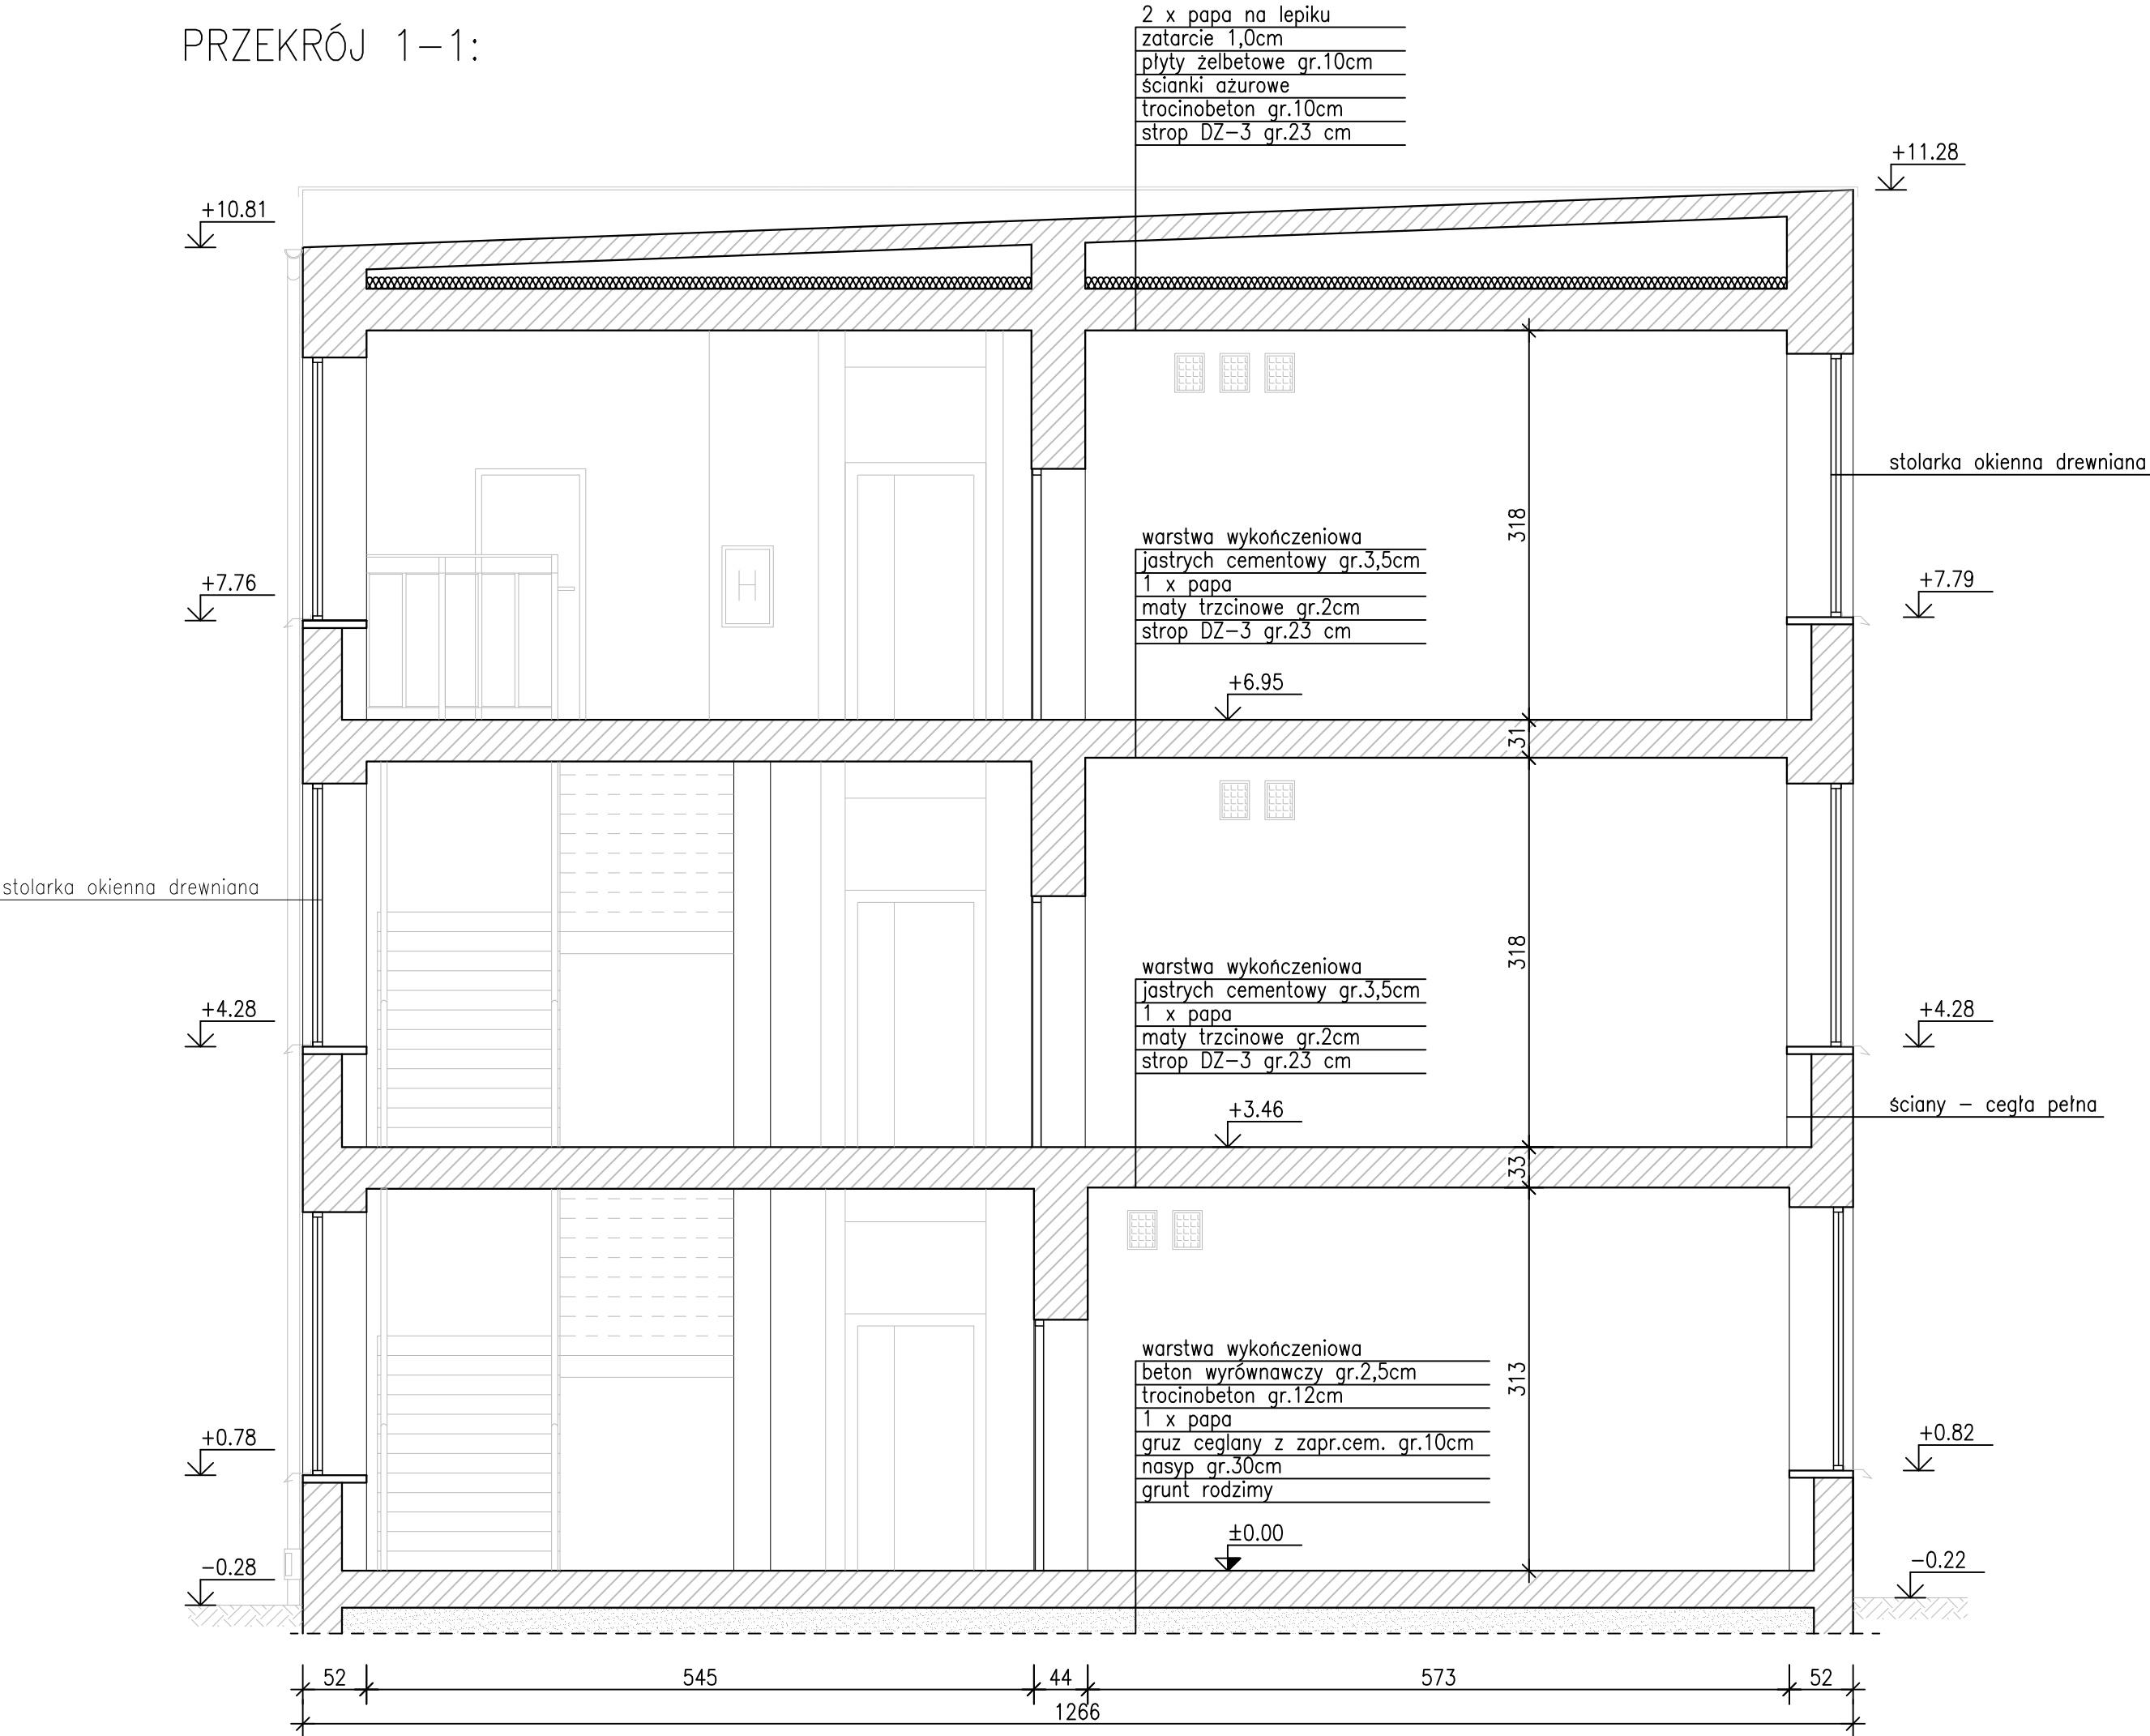 PRZEKRÓJ 1-1:
2 x papa na lepiku
zatarcie 1,0cm
płyty żelbetowe gr.10cm
ścianki ażurowe
trocinobeton gr.10cm
strop DZ-3 gr.23 cm
+11.28
+10.81
stolarka okienna drewniana
318
warstwa wykończeniowa
jastrych cementowy gr.3,5cm
1 x papa
maty trzcinowe gr.2cm
strop DZ-3 gr.23 cm
H
+7.76
+7.79
+6.95
31
stolarka okienna drewniana
318
warstwa wykończeniowa
jastrych cementowy gr.3,5cm
1 x papa
maty trzcinowe gr.2cm
strop DZ-3 gr.23 cm
+4.28
+4.28
+3.46
ściany - cegła pełna
33
313
warstwa wykończeniowa
beton wyrównawczy gr.2,5cm
trocinobeton gr.12cm
1 x papa
gruz ceglany z zapr.cem. gr.10cm
nasyp gr.30cm
grunt rodzimy
+0.78
+0.82
±0.00
-0.28
-0.22
52 545 44 573 52
1266